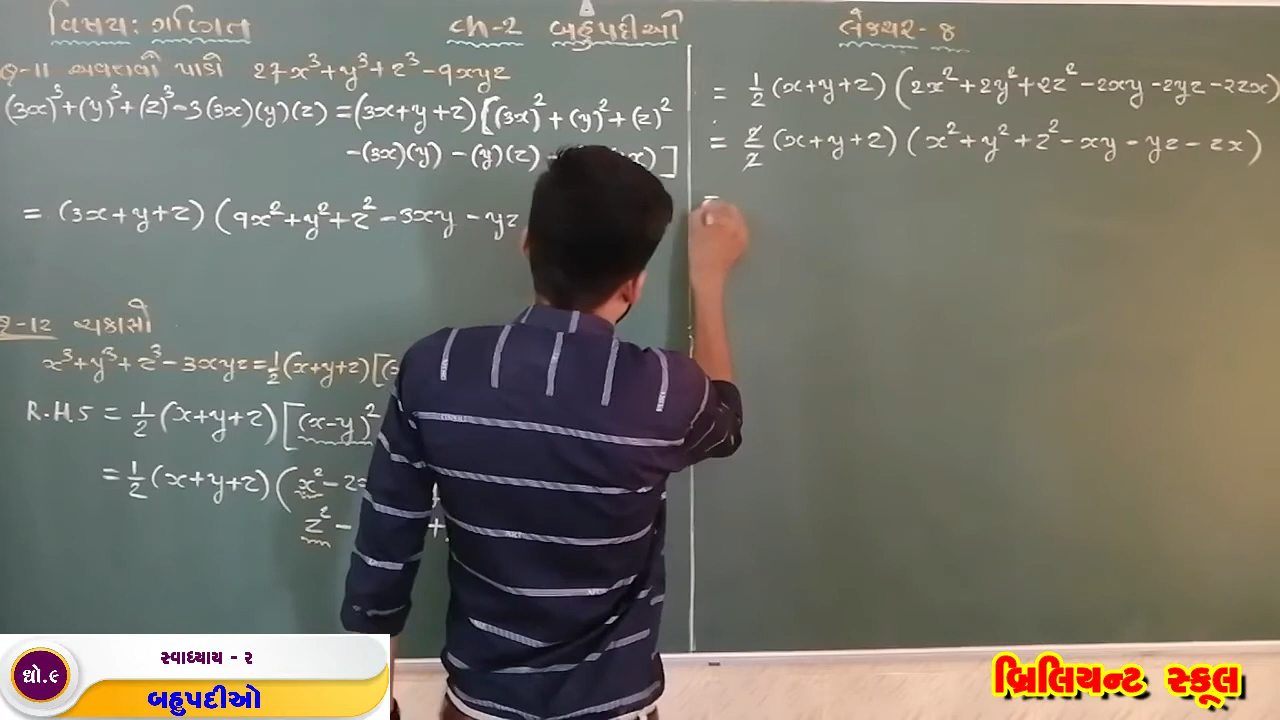 વિષય: ગણિત ch-2 બહુપદીઓ લેકચર - 8
Q-11 અવયવો પાડો 27x³+y³+z³-9xyz
(3x)³+(y)³+(z)³-3(3x)(y)(z) = (3x+y+z)[(3x)²+(y)²+(z)²
-(3x)(y) - (y)(z) - x)]
= (3x+y+z) (9x²+y²+z²-3xy-yz
-12 ચકાસો
x³+y³+z³-3xyz=½(x+y+z)[(
R.H.S = ½(x+y+z)[(x-y)²
= ½(x+y+z)(x²-2
z² - +
= ½(x+y+z)(2x²+2y²+2z²-2xy-2yz-2zx)
= 2/2 (x+y+z)(x²+y²+z²-xy-yz-zx)
=
ધો.૯
સ્વાધ્યાય - ૨
બહુપદીઓ
બ્રિલિયન્ટ સ્કૂલ